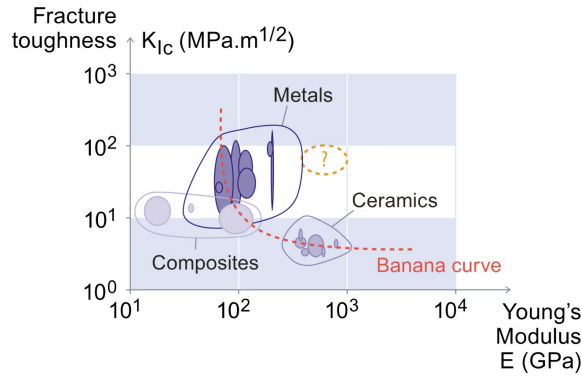 Fracture
toughness K_Ic (MPa.m^1/2)
10^3
Metals
10^2
?
Ceramics
10^1
Composites
Banana curve
10^0
10^1 10^2 10^3 10^4
Young's
Modulus
E (GPa)